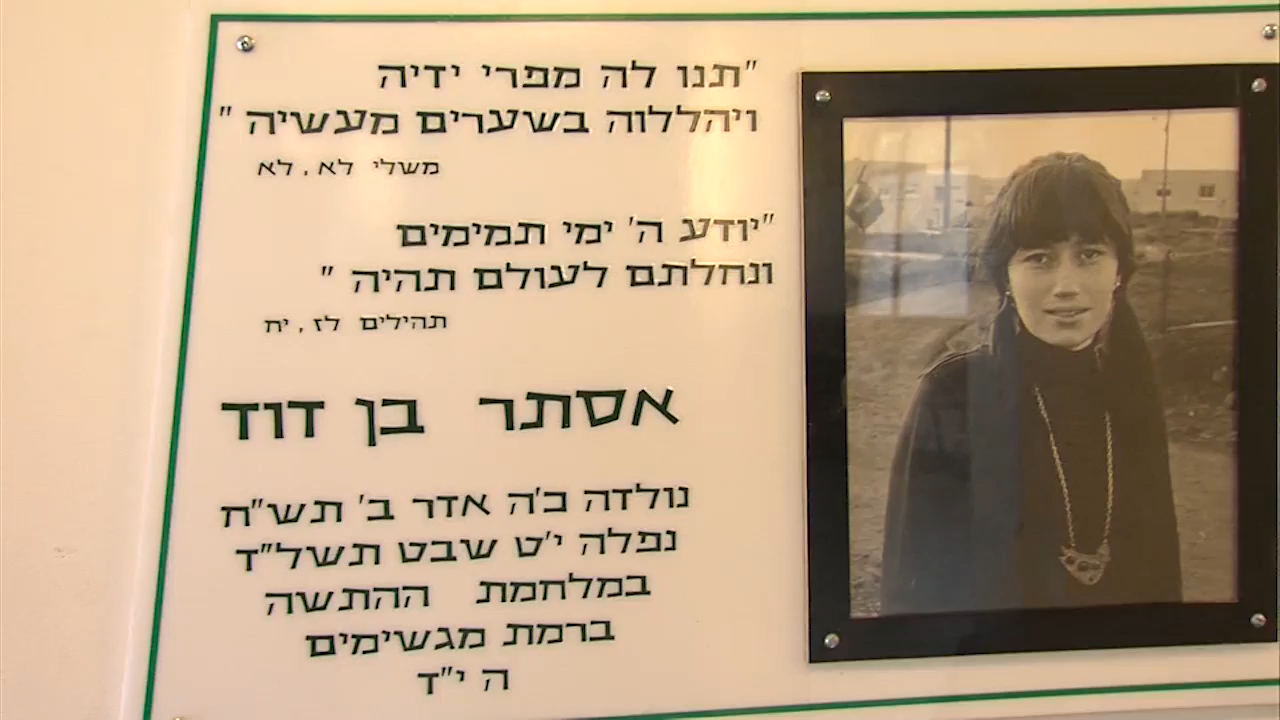 "תנו לה מפרי ידיה
ויהללוה בשערים מעשיה"
משלי לא, לא
"יודע ה' ימי תמימים
ונחלתם לעולם תהיה"
תהילים לז, יח
אסתר בן דוד
נולדה כ'ה אדר ב' תש"ח
נפלה י'ט שבט תשל"ד
במלחמת ההתשה
ברמת מגשימים
ה י"ד